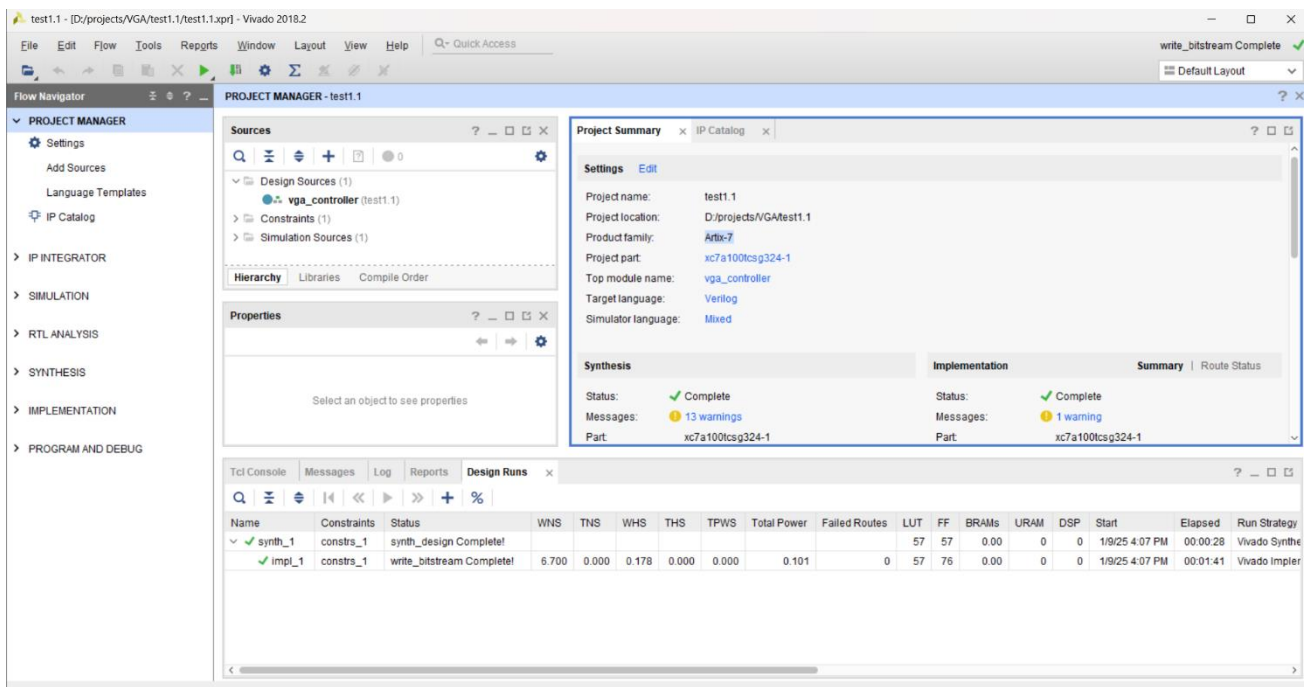 test1.1 - [D:/projects/VGA/test1.1/test1.1.xpr] - Vivado 2018.2
File Edit Flow Tools Reports Window Layout View Help Quick Access
write_bitstream Complete
Default Layout
Flow Navigator
PROJECT MANAGER - test1.1
PROJECT MANAGER
Settings
Add Sources
Language Templates
IP Catalog
IP INTEGRATOR
SIMULATION
RTL ANALYSIS
SYNTHESIS
IMPLEMENTATION
PROGRAM AND DEBUG
Sources
0
Design Sources (1)
vga_controller (test1.1)
Constraints (1)
Simulation Sources (1)
Hierarchy Libraries Compile Order
Properties
Select an object to see properties
Project Summary IP Catalog
Settings Edit
Project name: test1.1
Project location: D:/projects/VGA/test1.1
Product family: Artix-7
Project part: xc7a100tcsg324-1
Top module name: vga_controller
Target language: Verilog
Simulator language: Mixed
Synthesis
Status: Complete
Messages: 13 warnings
Part: xc7a100tcsg324-1
Implementation Summary | Route Status
Status: Complete
Messages: 1 warning
Part: xc7a100tcsg324-1
Tcl Console Messages Log Reports Design Runs
Name Constraints Status WNS TNS WHS THS TPWS Total Power Failed Routes LUT FF BRAMs URAM DSP Start Elapsed Run Strategy
synth_1 constrs_1 synth_design Complete! 57 57 0.00 0 0 1/9/25 4:07 PM 00:00:28 Vivado Synthe
impl_1 constrs_1 write_bitstream Complete! 6.700 0.000 0.178 0.000 0.000 0.101 0 57 76 0.00 0 0 1/9/25 4:07 PM 00:01:41 Vivado Impler